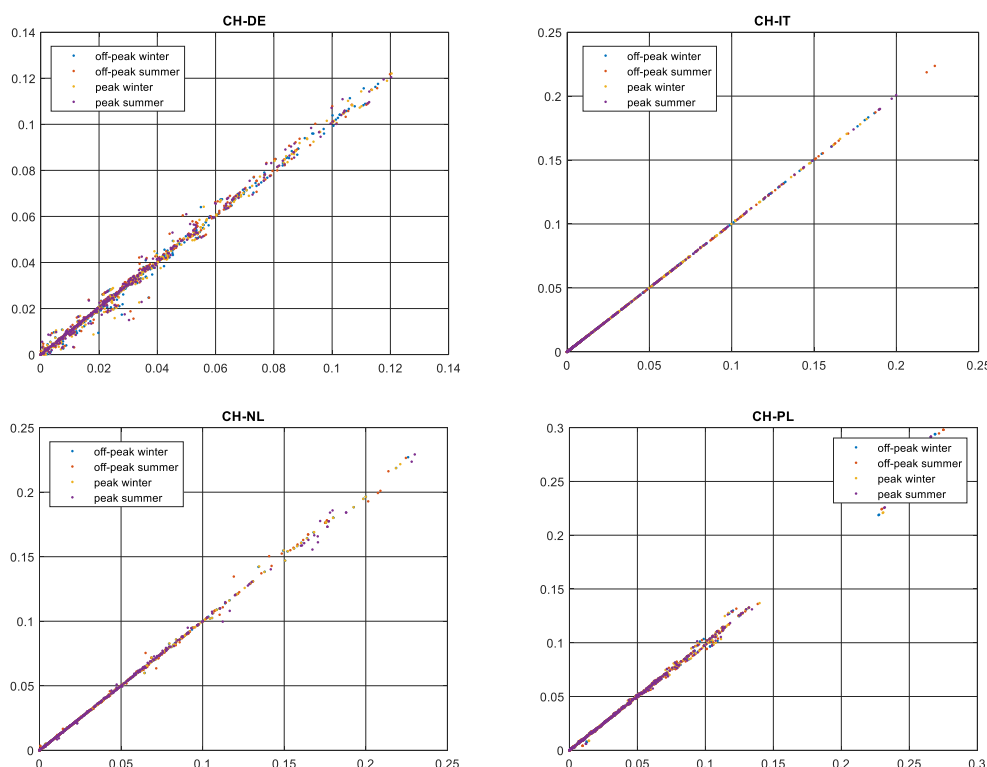 CH-DE
0.14
0.12
0.1
0.08
0.06
0.04
0.02
0
off-peak winter
off-peak summer
peak winter
peak summer
0 0.02 0.04 0.06 0.08 0.1 0.12 0.14
CH-IT
0.25
0.2
0.15
0.1
0.05
0
off-peak winter
off-peak summer
peak winter
peak summer
0 0.05 0.1 0.15 0.2 0.25
CH-NL
0.25
0.2
0.15
0.1
0.05
0
off-peak winter
off-peak summer
peak winter
peak summer
0 0.05 0.1 0.15 0.2 0.25
CH-PL
0.3
0.25
0.2
0.15
0.1
0.05
0
off-peak winter
off-peak summer
peak winter
peak summer
0 0.05 0.1 0.15 0.2 0.25 0.3